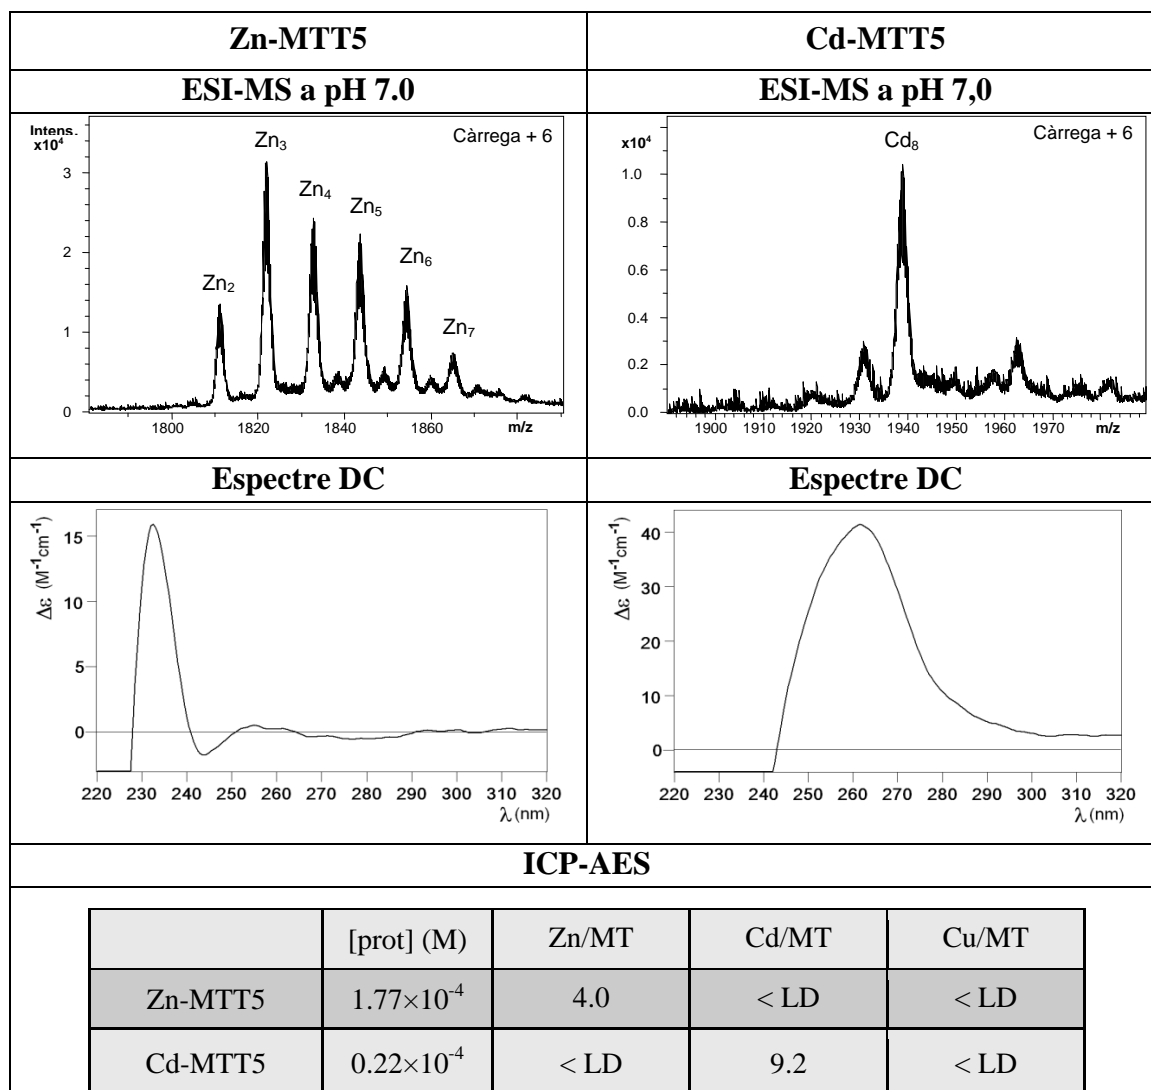 Zn-MTT5
Cd-MTT5
ESI-MS a pH 7.0
ESI-MS a pH 7,0
Intens.
x10⁴
Càrrega + 6
Zn₂
Zn₃
Zn₄
Zn₅
Zn₆
Zn₇
3
2
1
0
1800 1820 1840 1860 m/z
x10⁴
Càrrega + 6
Cd₈
1.0
0.8
0.6
0.4
0.2
0.0
1900 1910 1920 1930 1940 1950 1960 1970 m/z
Espectre DC
Espectre DC
Δε (M⁻¹cm⁻¹)
15
10
5
0
220 230 240 250 260 270 280 290 300 310 320
λ (nm)
Δε (M⁻¹cm⁻¹)
40
30
20
10
0
220 230 240 250 260 270 280 290 300 310 320
λ (nm)
ICP-AES
[prot] (M) Zn/MT Cd/MT Cu/MT
Zn-MTT5 1.77×10⁻⁴ 4.0 < LD < LD
Cd-MTT5 0.22×10⁻⁴ < LD 9.2 < LD